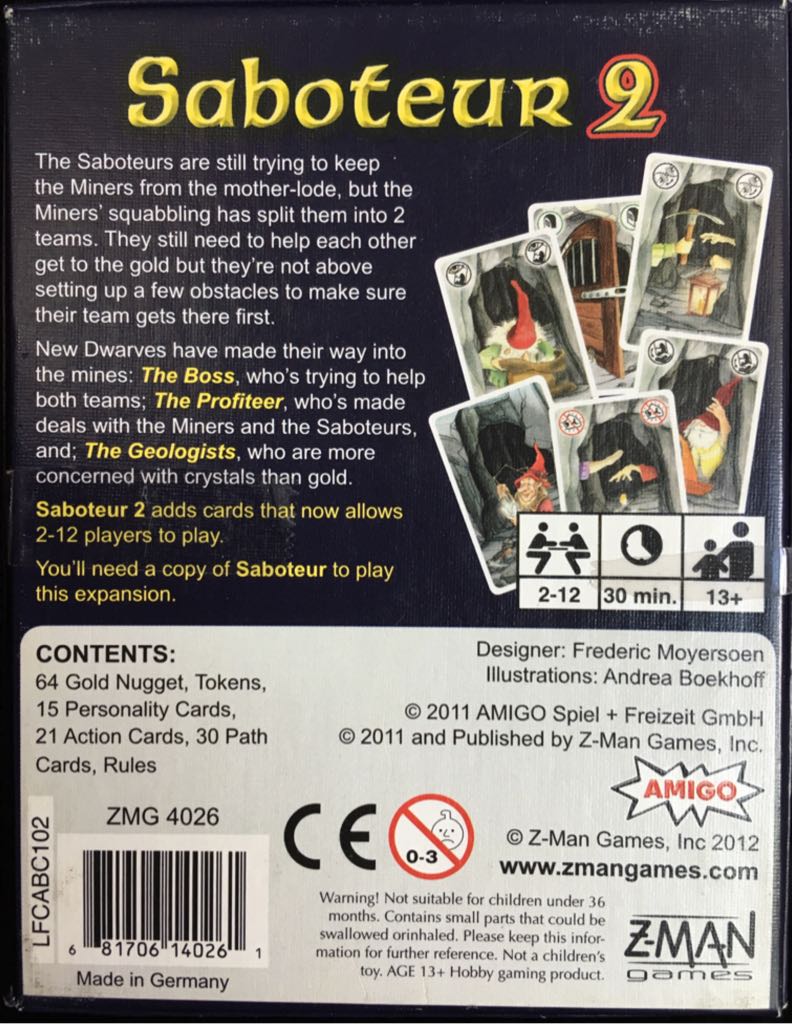 Saboteur 2
The Saboteurs are still trying to keep
the Miners from the mother-lode, but the
Miners' squabbling has split them into 2
teams. They still need to help each other
get to the gold but they're not above
setting up a few obstacles to make sure
their team gets there first.
New Dwarves have made their way into
the mines: The Boss, who's trying to help
both teams; The Profiteer, who's made
deals with the Miners and the Saboteurs,
and; The Geologists, who are more
concerned with crystals than gold.
Saboteur 2 adds cards that now allows
2-12 players to play.
You'll need a copy of Saboteur to play
this expansion.
2-12
30 min.
13+
CONTENTS:
64 Gold Nugget, Tokens,
15 Personality Cards,
21 Action Cards, 30 Path
Cards, Rules
Designer: Frederic Moyersoen
Illustrations: Andrea Boekhoff
© 2011 AMIGO Spiel + Freizeit GmbH
© 2011 and Published by Z-Man Games, Inc.
AMIGO
© Z-Man Games, Inc 2012
www.zmangames.com
ZMG 4026
LFCABC102
6 81706 14026 1
Made in Germany
CE
0-3
Warning! Not suitable for children under 36
months. Contains small parts that could be
swallowed orinhaled. Please keep this infor-
mation for further reference. Not a children's
toy. AGE 13+ Hobby gaming product.
Z-MAN
games